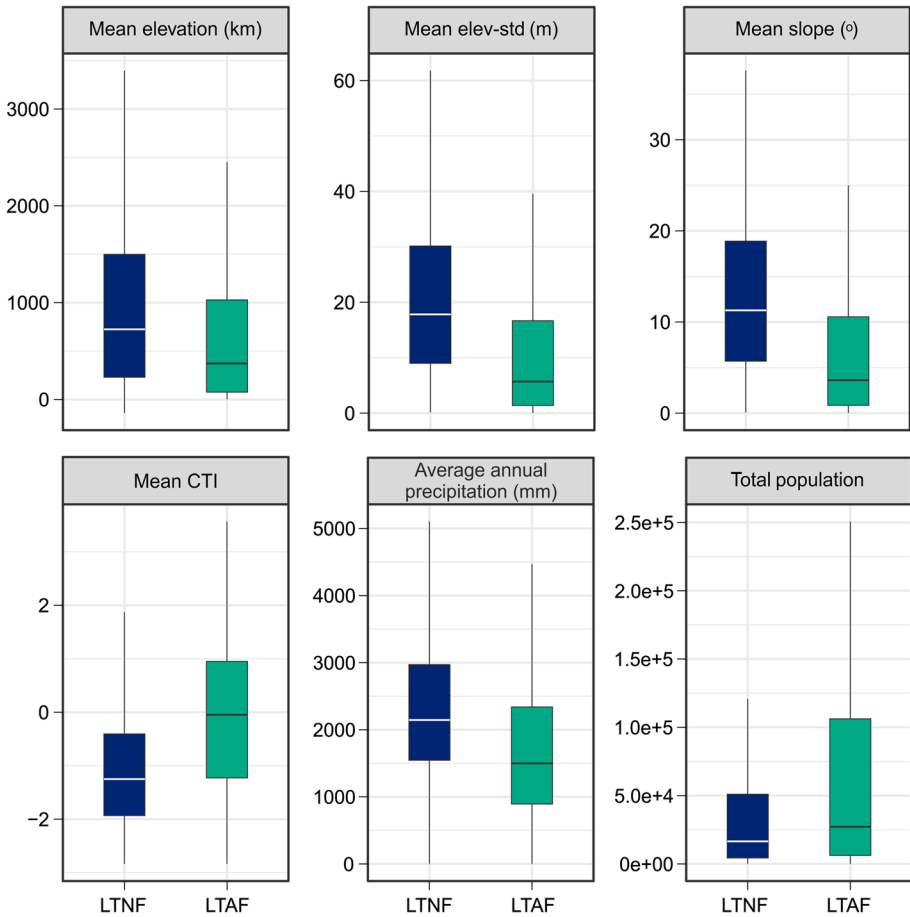 Mean elevation (km)
3000
2000
1000
0
Mean elev-std (m)
60
40
20
0
Mean slope (º)
30
20
10
0
Mean CTI
2
0
−2
LTNF LTAF
Average annual
precipitation (mm)
5000
4000
3000
2000
1000
0
LTNF LTAF
Total population
2.5e+5
2.0e+5
1.5e+5
1.0e+5
5.0e+4
0e+00
LTNF LTAF